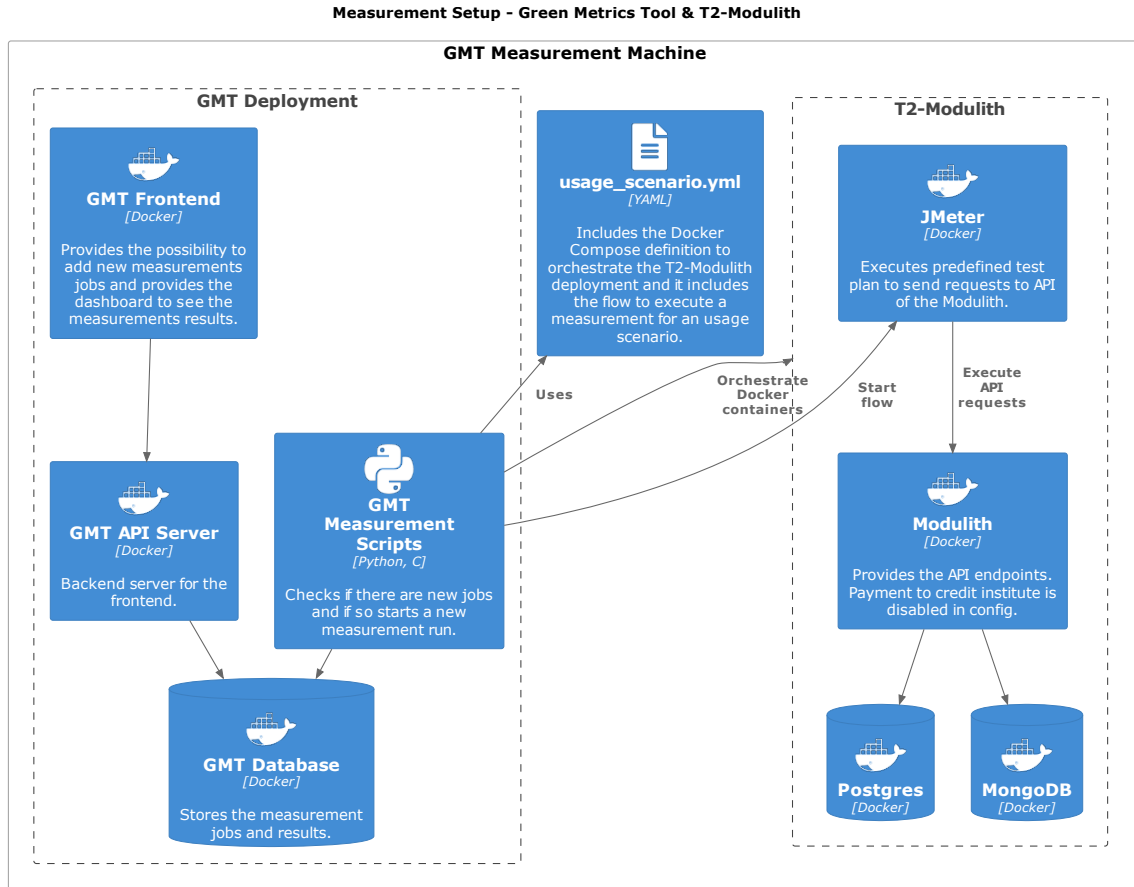 Measurement Setup - Green Metrics Tool & T2-Modulith
GMT Measurement Machine
GMT Deployment
GMT Frontend
[Docker]
Provides the possibility to
add new measurements
jobs and provides the
dashboard to see the
measurements results.
usage_scenario.yml
[YAML]
Includes the Docker
Compose definition to
orchestrate the T2-Modulith
deployment and it includes
the flow to execute a
measurement for an usage
scenario.
T2-Modulith
JMeter
[Docker]
Executes predefined test
plan to send requests to API
of the Modulith.
Uses
Orchestrate
Docker
containers
Start
flow
Execute
API
requests
GMT API Server
[Docker]
Backend server for the
frontend.
GMT
Measurement
Scripts
[Python, C]
Checks if there are new jobs
and if so starts a new
measurement run.
Modulith
[Docker]
Provides the API endpoints.
Payment to credit institute is
disabled in config.
GMT Database
[Docker]
Stores the measurement
jobs and results.
Postgres
[Docker]
MongoDB
[Docker]